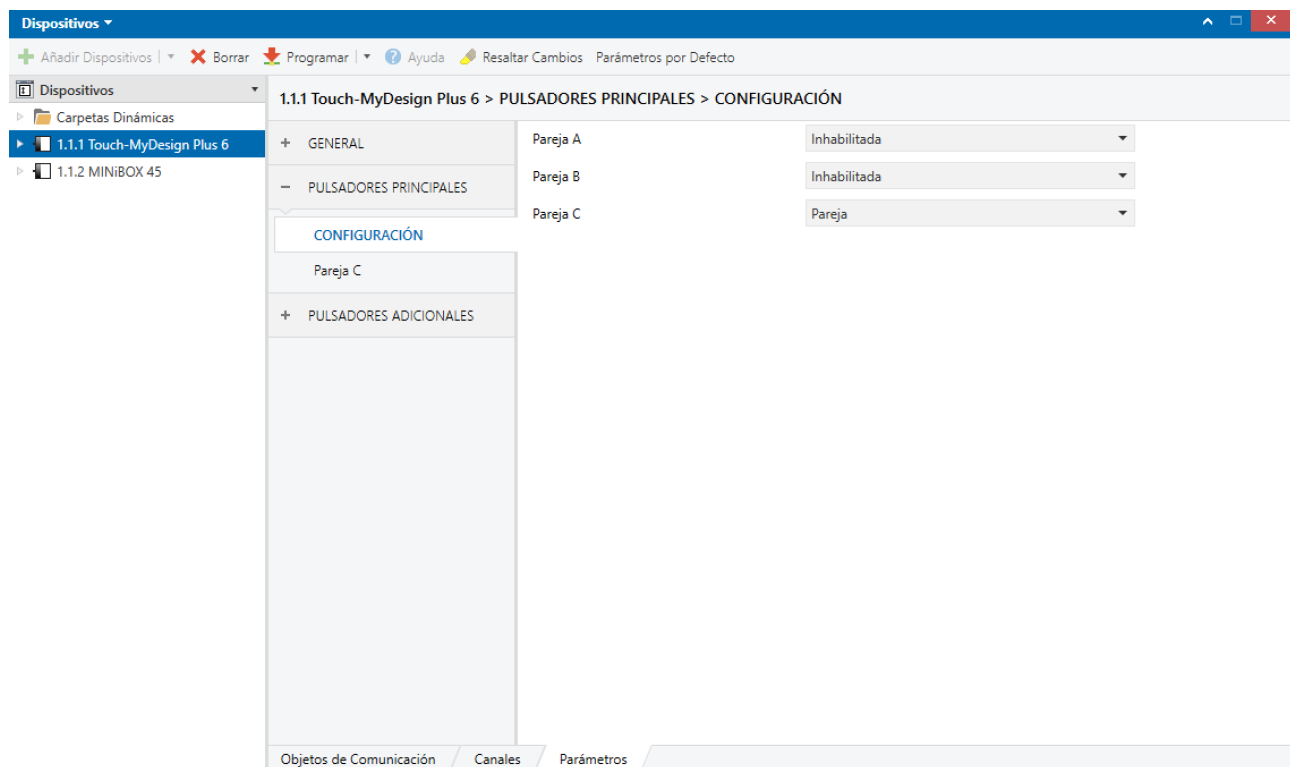 Dispositivos
Añadir Dispositivos Borrar Programar Ayuda Resaltar Cambios Parámetros por Defecto
Dispositivos
Carpetas Dinámicas
1.1.1 Touch-MyDesign Plus 6
1.1.2 MINiBOX 45
1.1.1 Touch-MyDesign Plus 6 > PULSADORES PRINCIPALES > CONFIGURACIÓN
+ GENERAL
− PULSADORES PRINCIPALES
CONFIGURACIÓN
Pareja C
+ PULSADORES ADICIONALES
Pareja A Inhabilitada
Pareja B Inhabilitada
Pareja C Pareja
Objetos de Comunicación Canales Parámetros